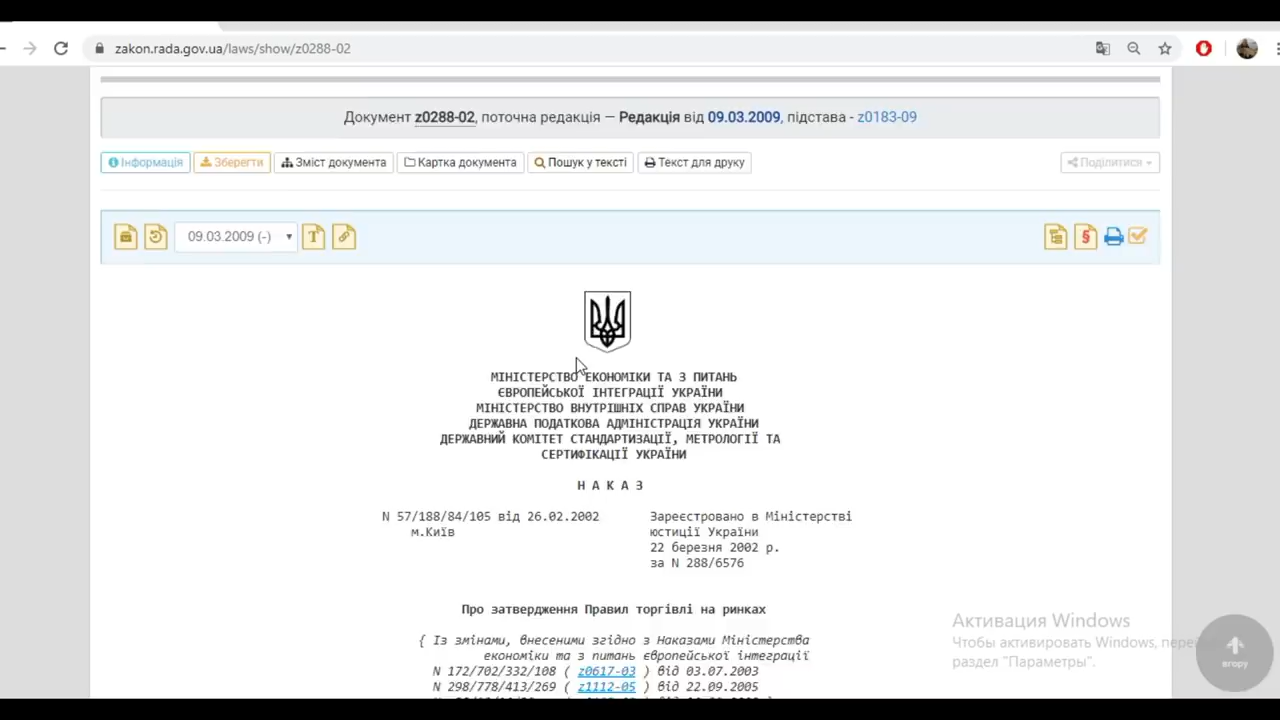 zakon.rada.gov.ua/laws/show/z0288-02
Документ z0288-02, поточна редакція — Редакція від 09.03.2009, підстава - z0183-09
Інформація
Зберегти
Зміст документа
Картка документа
Пошук у тексті
Текст для друку
Поділитися
09.03.2009 (-)
МІНІСТЕРСТВО ЕКОНОМІКИ ТА З ПИТАНЬ
ЄВРОПЕЙСЬКОЇ ІНТЕГРАЦІЇ УКРАЇНИ
МІНІСТЕРСТВО ВНУТРІШНІХ СПРАВ УКРАЇНИ
ДЕРЖАВНА ПОДАТКОВА АДМІНІСТРАЦІЯ УКРАЇНИ
ДЕРЖАВНИЙ КОМІТЕТ СТАНДАРТИЗАЦІЇ, МЕТРОЛОГІЇ ТА
СЕРТИФІКАЦІЇ УКРАЇНИ
Н А К А З
N 57/188/84/105 від 26.02.2002
м.Київ
Зареєстровано в Міністерстві
юстиції України
22 березня 2002 р.
за N 288/6576
Про затвердження Правил торгівлі на ринках
{ Із змінами, внесеними згідно з Наказами Міністерства
економіки та з питань європейської інтеграції
N 172/702/332/108 ( z0617-03 ) від 03.07.2003
N 298/778/413/269 ( z1112-05 ) від 22.09.2005
Активация Windows
Чтобы активировать Windows,
раздел "Параметры".
вгору